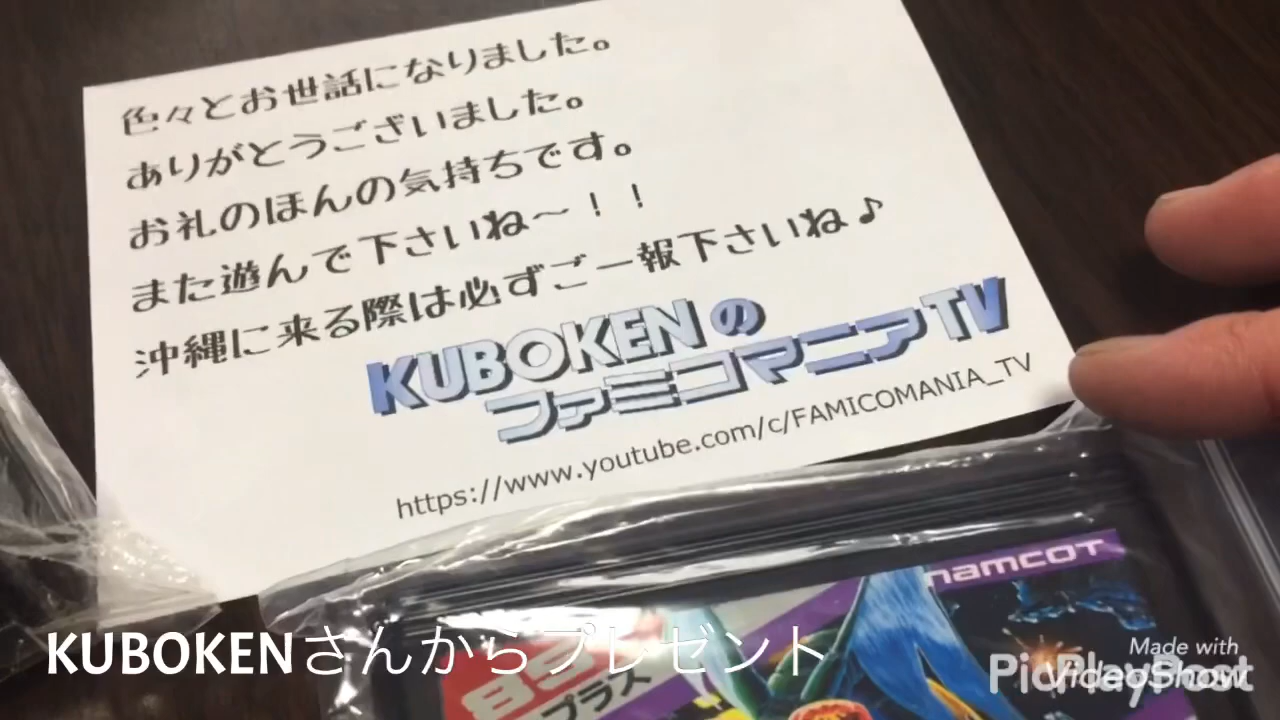 色々とお世話になりました。
ありがとうございました。
お礼のほんの気持ちです。
また遊んで下さいね～！！
沖縄に来る際は必ずご一報下さいね♪
KUBOKENの
ファミコマニアTV
https://www.youtube.com/c/FAMICOMANIA_TV
namcot
プラス
KUBOKENさんからプレゼント
Made with
PicPlayPost
VideoShow